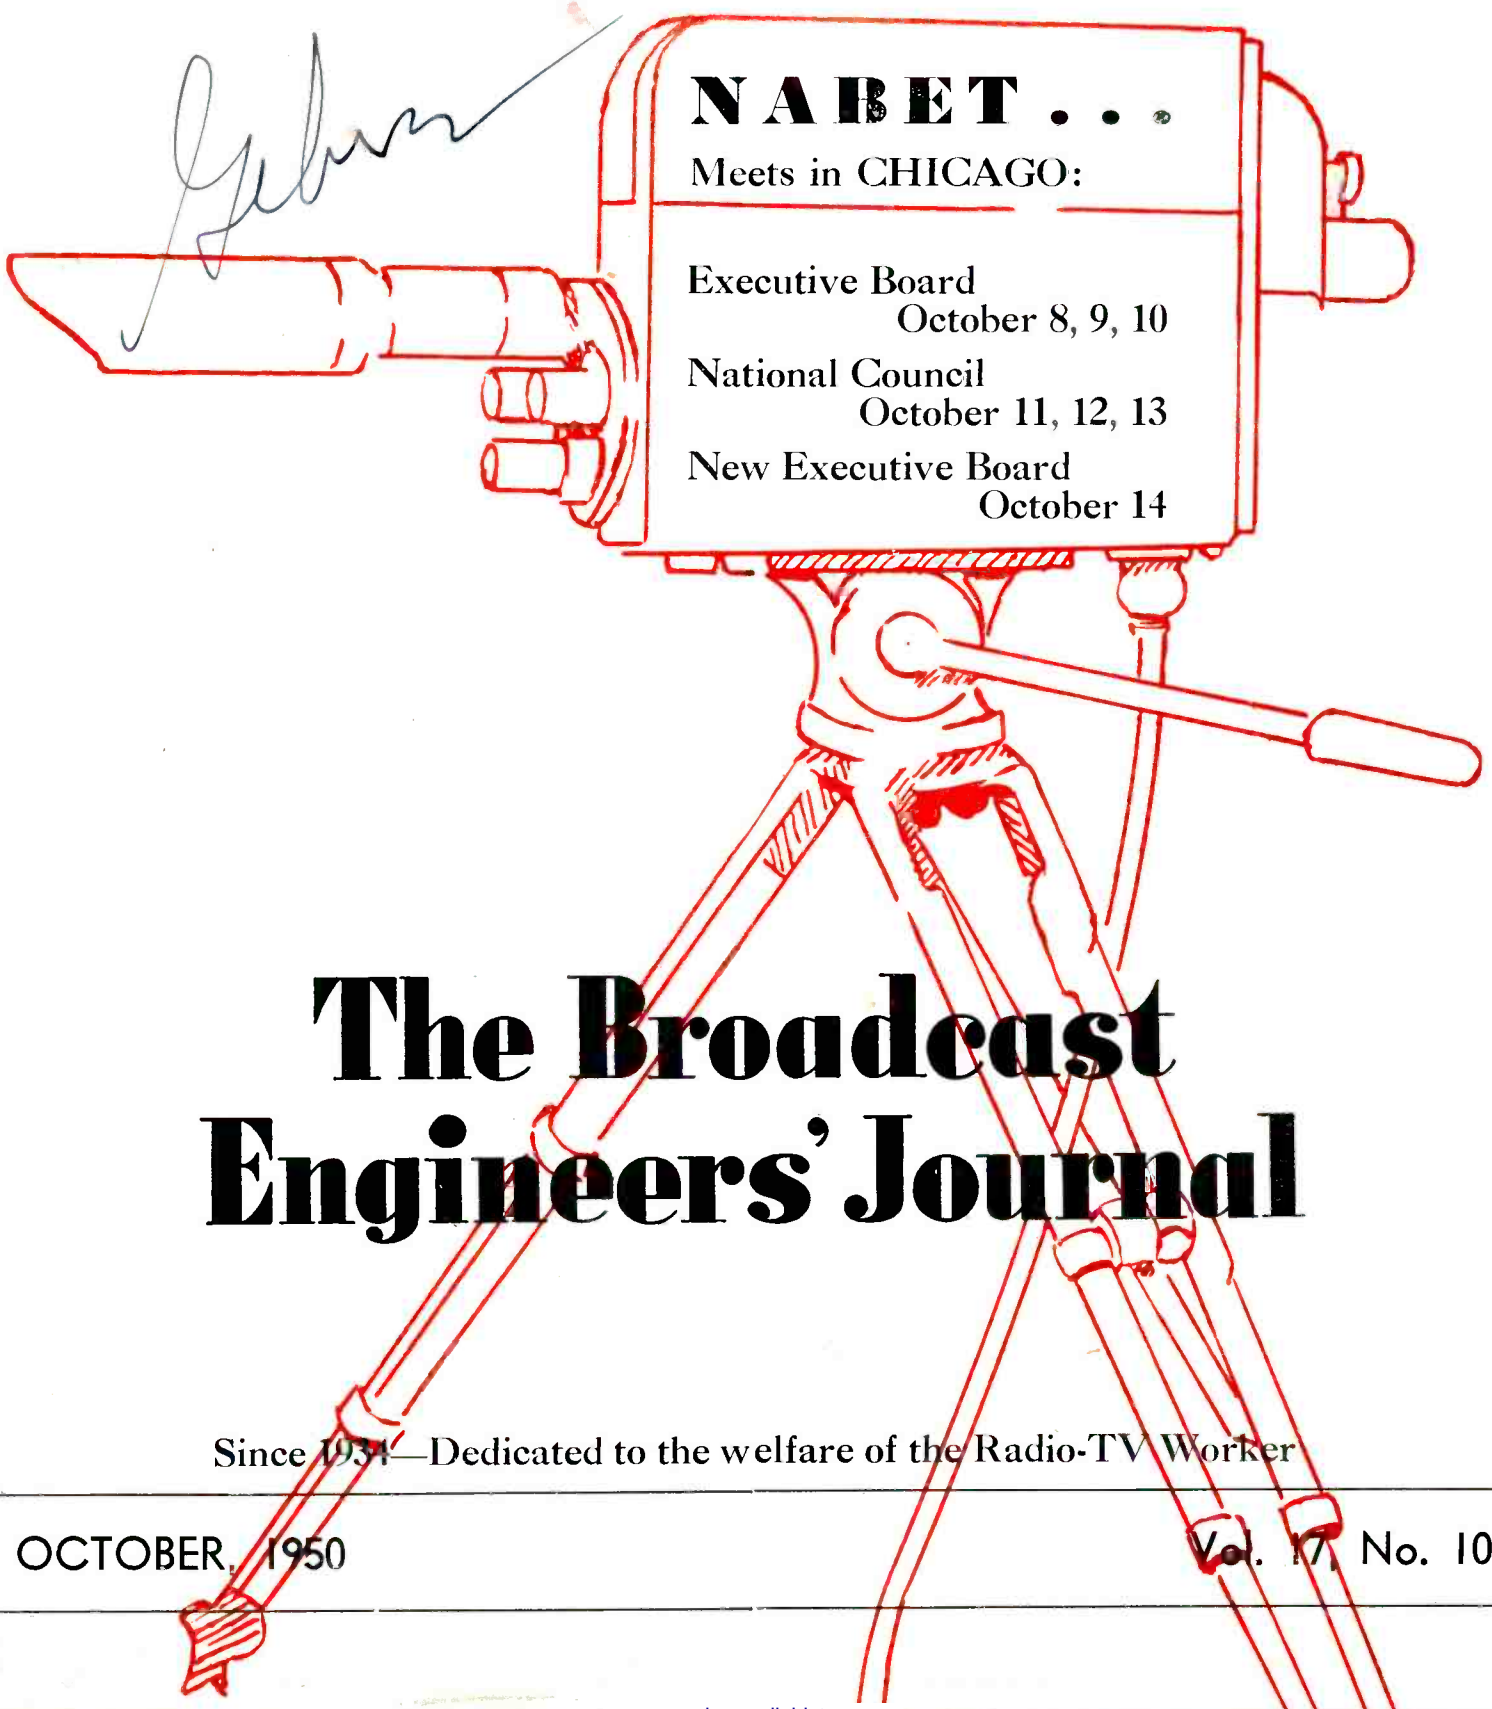 NABET...
Meets in CHICAGO:
Executive Board
October 8, 9, 10
National Council
October 11, 12, 13
New Executive Board
October 14
The Broadcast
Engineers' Journal
Since 1934—Dedicated to the welfare of the Radio-TV Worker
OCTOBER, 1950
Vol. 17, No. 10